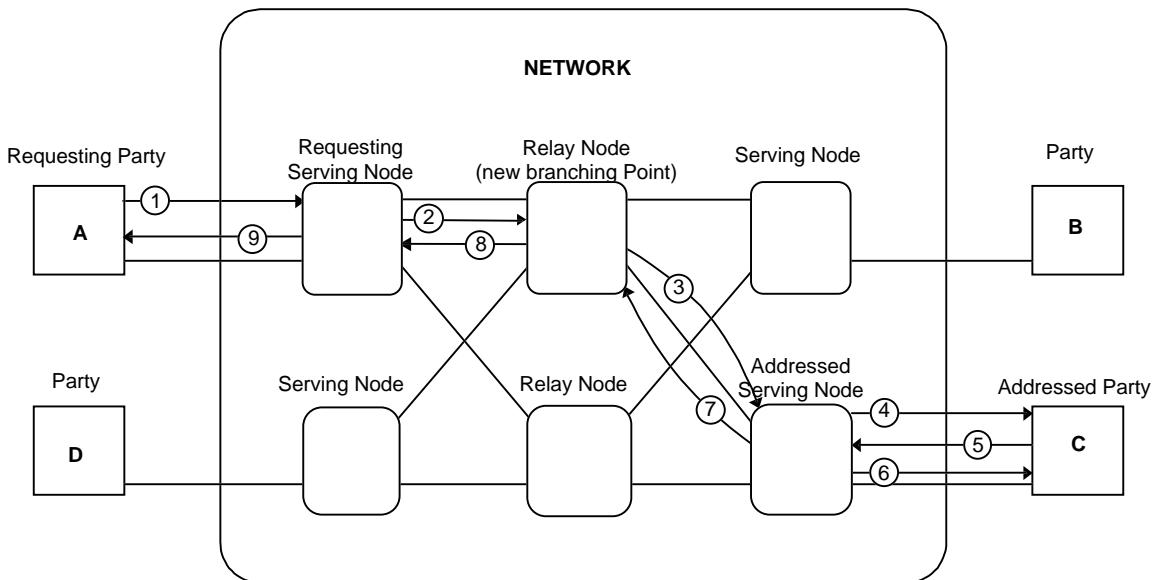 NETWORK
Requesting Party
Requesting
Serving Node
Relay Node
(new branching Point)
Serving Node
Party
A
1
9
2
8
3
B
Party
Serving Node
Relay Node
Addressed
Serving Node
Addressed Party
D
7
4
5
6
C